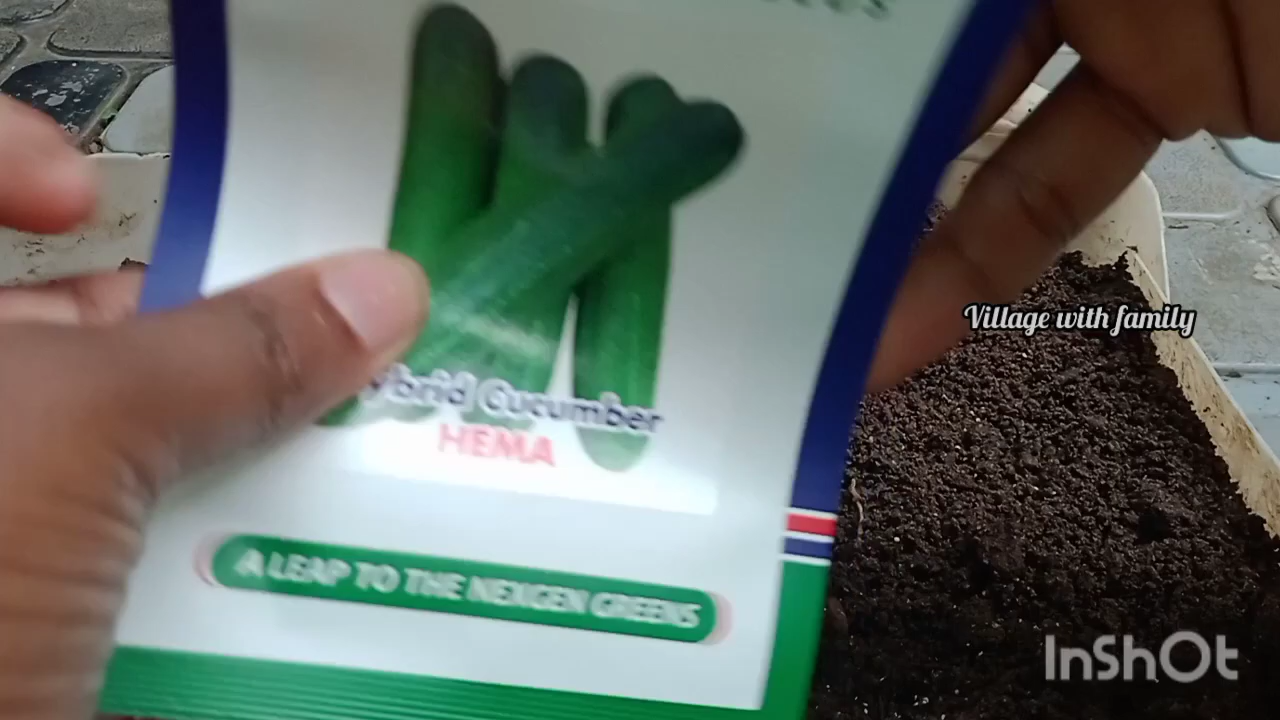 Hybrid Cucumber
HEMA
A LEAP TO THE NEXGEN GREENS
Village with family
InShOt